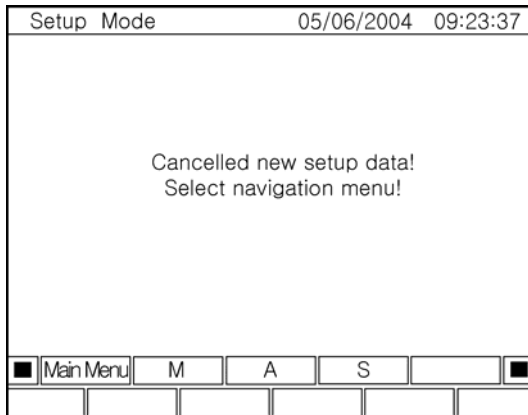 Setup Mode 05/06/2004 09:23:37
Cancelled new setup data!
Select navigation menu!
Main Menu M A S